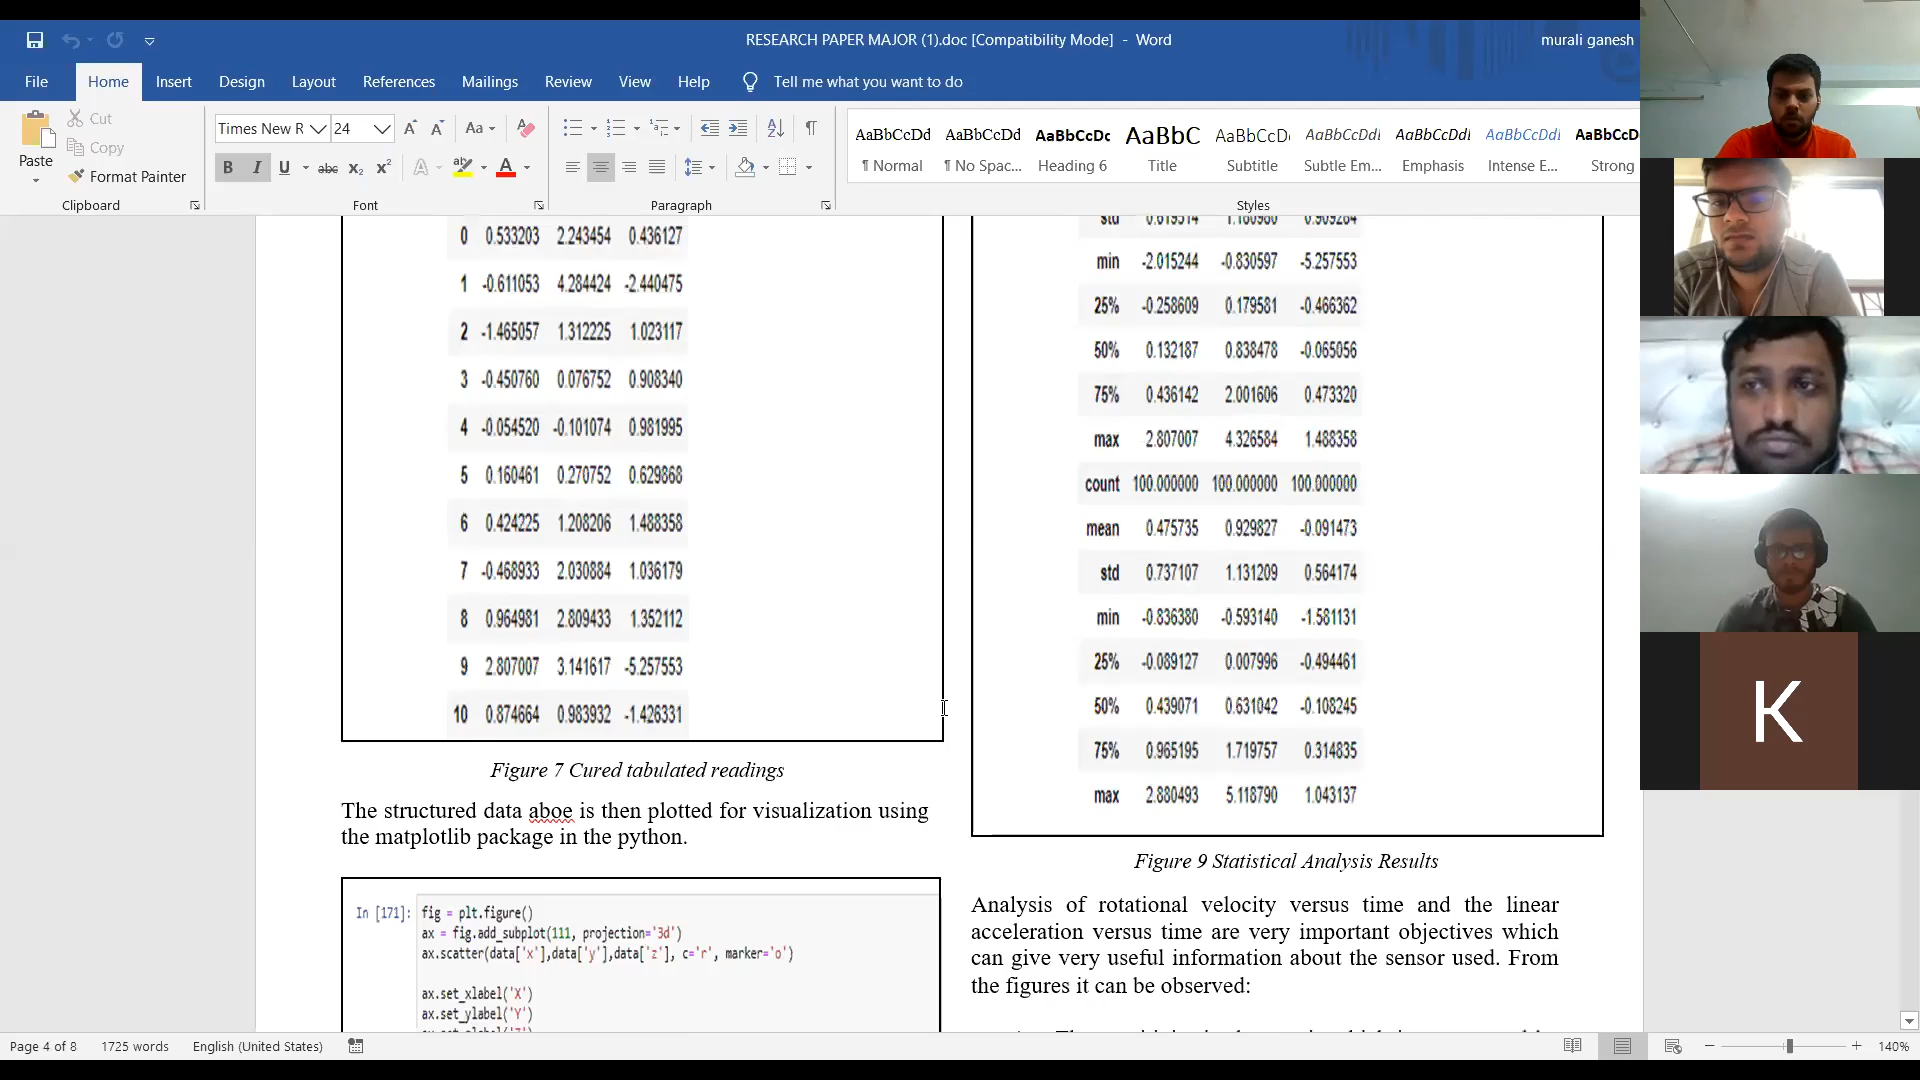 RESEARCH PAPER MAJOR (1).doc [Compatibility Mode] - Word
murali ganesh
File Home Insert Design Layout References Mailings Review View Help Tell me what you want to do
Paste
Cut
Copy
Format Painter
Clipboard
Times New R 24
Font
Paragraph
AaBbCcDd AaBbCcDd AaBbCcDc AaBbC AaBbCcD AaBbCcDdI AaBbCcDdI AaBbCcDdI AaBbCcD
¶ Normal ¶ No Spac... Heading 6 Title Subtitle Subtle Em... Emphasis Intense E... Strong
Styles
0 0.533203 2.243454 0.436127
1 -0.611053 4.284424 -2.440475
2 -1.465057 1.312225 1.023117
3 -0.450760 0.076752 0.908340
4 -0.054520 -0.101074 0.981995
5 0.160461 0.270752 0.629868
6 0.424225 1.208206 1.488358
7 -0.468933 2.030884 1.036179
8 0.964981 2.809433 1.352112
9 2.807007 3.141617 -5.257553
10 0.874664 0.983932 -1.426331
Figure 7 Cured tabulated readings
The structured data aboe is then plotted for visualization using
the matplotlib package in the python.
In [171]: fig = plt.figure()
ax = fig.add_subplot(111, projection='3d')
ax.scatter(data['x'],data['y'],data['z'], c='r', marker='o')
ax.set_xlabel('X')
ax.set_ylabel('Y')
std
min -2.015244 -0.830597 -5.257553
25% -0.258609 0.179581 -0.466362
50% 0.132187 0.838478 -0.065056
75% 0.436142 2.001606 0.473320
max 2.807007 4.326584 1.488358
count 100.000000 100.000000 100.000000
mean 0.475735 0.929827 -0.091473
std 0.737107 1.131209 0.564174
min -0.836380 -0.593140 -1.581131
25% -0.089127 0.007996 -0.494461
50% 0.439071 0.631042 -0.108245
75% 0.965195 1.719757 0.314835
max 2.880493 5.118790 1.043137
Figure 9 Statistical Analysis Results
Analysis of rotational velocity versus time and the linear
acceleration versus time are very important objectives which
can give very useful information about the sensor used. From
the figures it can be observed:
K
Page 4 of 8 1725 words English (United States) 140%